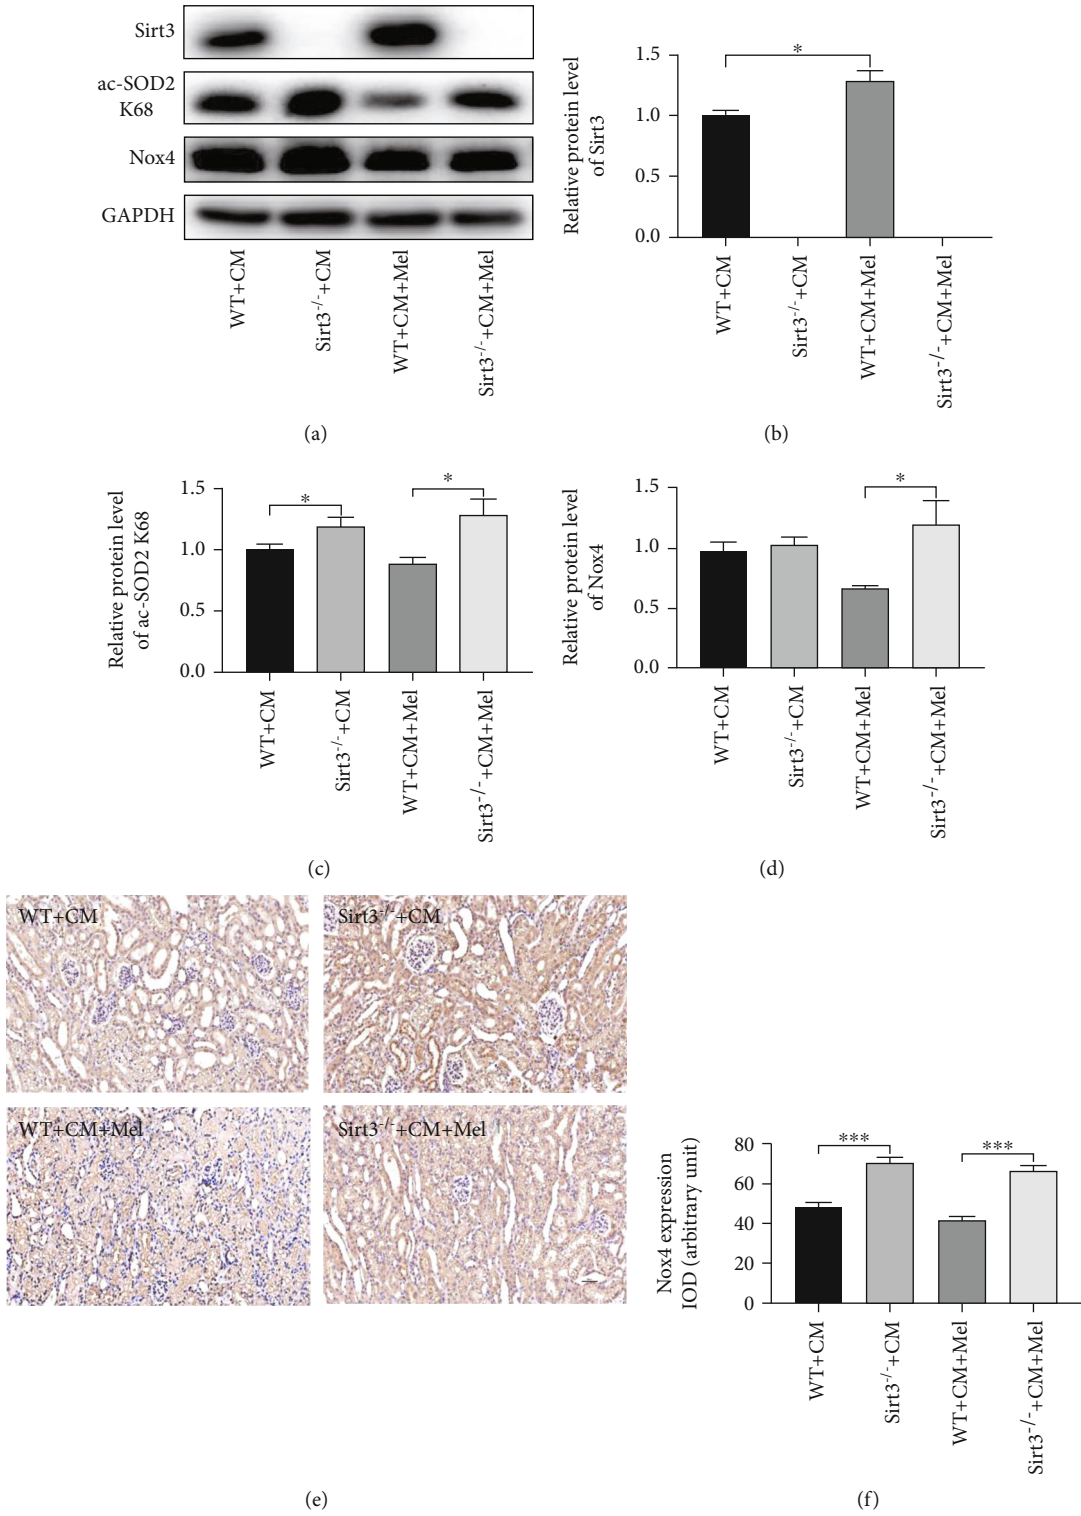 Sirt3
ac-SOD2
K68
Nox4
GAPDH
WT+CM
Sirt3-/-+CM
WT+CM+Mel
Sirt3-/-+CM+Mel
(a)
Relative protein level
of Sirt3
1.5
1.0
0.5
0.0
*
WT+CM
Sirt3-/-+CM
WT+CM+Mel
Sirt3-/-+CM+Mel
(b)
Relative protein level
of ac-SOD2 K68
1.5
1.0
0.5
0.0
*
*
WT+CM
Sirt3-/-+CM
WT+CM+Mel
Sirt3-/-+CM+Mel
(c)
Relative protein level
of Nox4
1.5
1.0
0.5
0.0
*
WT+CM
Sirt3-/-+CM
WT+CM+Mel
Sirt3-/-+CM+Mel
(d)
WT+CM
Sirt3-/-+CM
WT+CM+Mel
Sirt3-/-+CM+Mel
(e)
Nox4 expression
IOD (arbitrary unit)
80
60
40
20
0
***
***
WT+CM
Sirt3-/-+CM
WT+CM+Mel
Sirt3-/-+CM+Mel
(f)